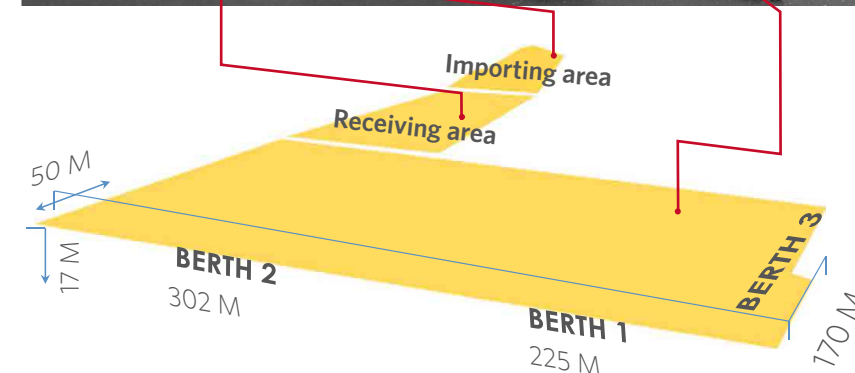 Importing area
Receiving area
50 M
17 M
BERTH 2
302 M
BERTH 1
225 M
BERTH 3
170 M